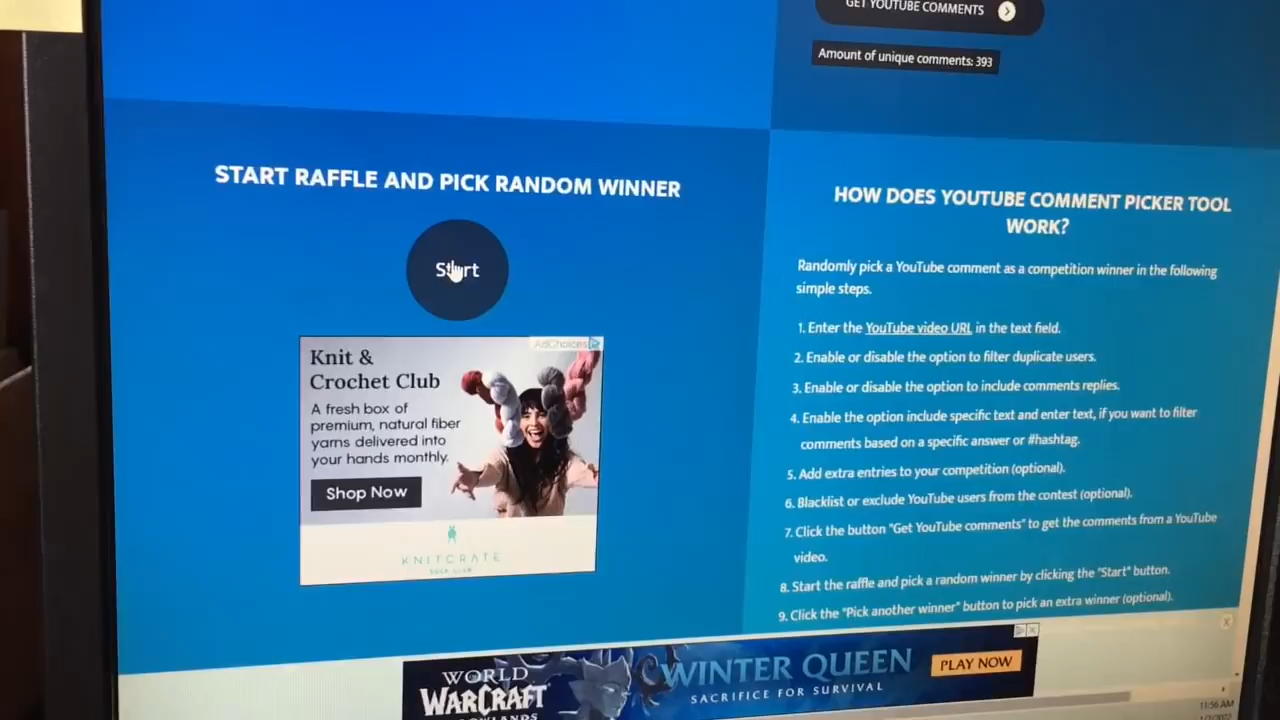 GET YOUTUBE COMMENTS
Amount of unique comments: 393
START RAFFLE AND PICK RANDOM WINNER
Start
AdChoices
Knit &
Crochet Club
A fresh box of
premium, natural fiber
yarns delivered into
your hands monthly.
Shop Now
KNITCRATE
SOCK CLUB
HOW DOES YOUTUBE COMMENT PICKER TOOL
WORK?
Randomly pick a YouTube comment as a competition winner in the following
simple steps.
1. Enter the YouTube video URL in the text field.
2. Enable or disable the option to filter duplicate users.
3. Enable or disable the option to include comments replies.
4. Enable the option include specific text and enter text, if you want to filter
comments based on a specific answer or #hashtag.
5. Add extra entries to your competition (optional).
6. Blacklist or exclude YouTube users from the contest (optional).
7. Click the button "Get YouTube comments" to get the comments from a YouTube
video.
8. Start the raffle and pick a random winner by clicking the "Start" button.
9. Click the "Pick another winner" button to pick an extra winner (optional).
WORLD
WARCRAFT
WINTER QUEEN
SACRIFICE FOR SURVIVAL
PLAY NOW
11:56 AM